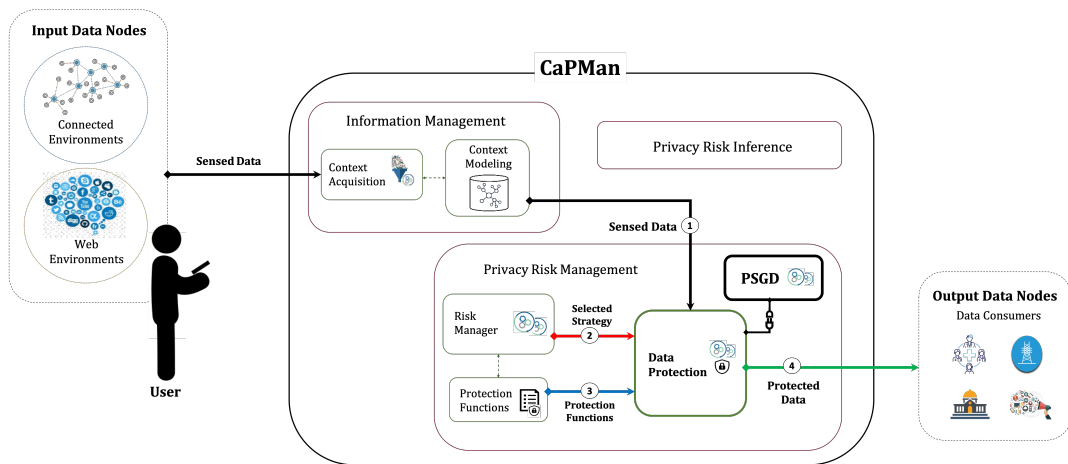 CaPMan
Input Data Nodes
Connected
Environments
Web
Environments
User
Sensed Data
Information Management
Context
Acquisition
Context
Modeling
Privacy Risk Inference
Sensed Data
1
Privacy Risk Management
PSGD
Risk
Manager
Selected
Strategy
2
Data
Protection
Protection
Functions
3
Protection
Functions
4
Protected
Data
Output Data Nodes
Data Consumers